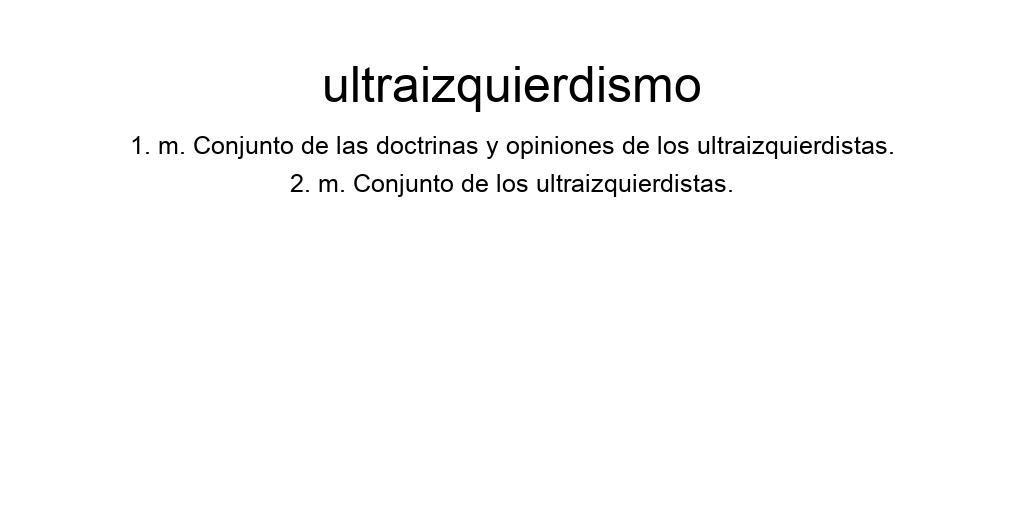 ultraizquierdismo
1. m. Conjunto de las doctrinas y opiniones de los ultraizquierdistas.
2. m. Conjunto de los ultraizquierdistas.